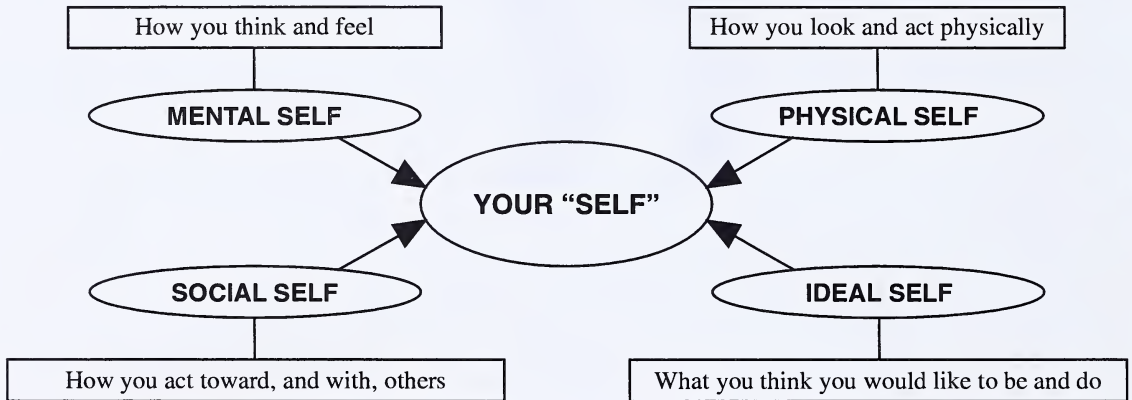 How you think and feel
How you look and act physically
MENTAL SELF
PHYSICAL SELF
YOUR “SELF”
SOCIAL SELF
IDEAL SELF
How you act toward, and with, others
What you think you would like to be and do